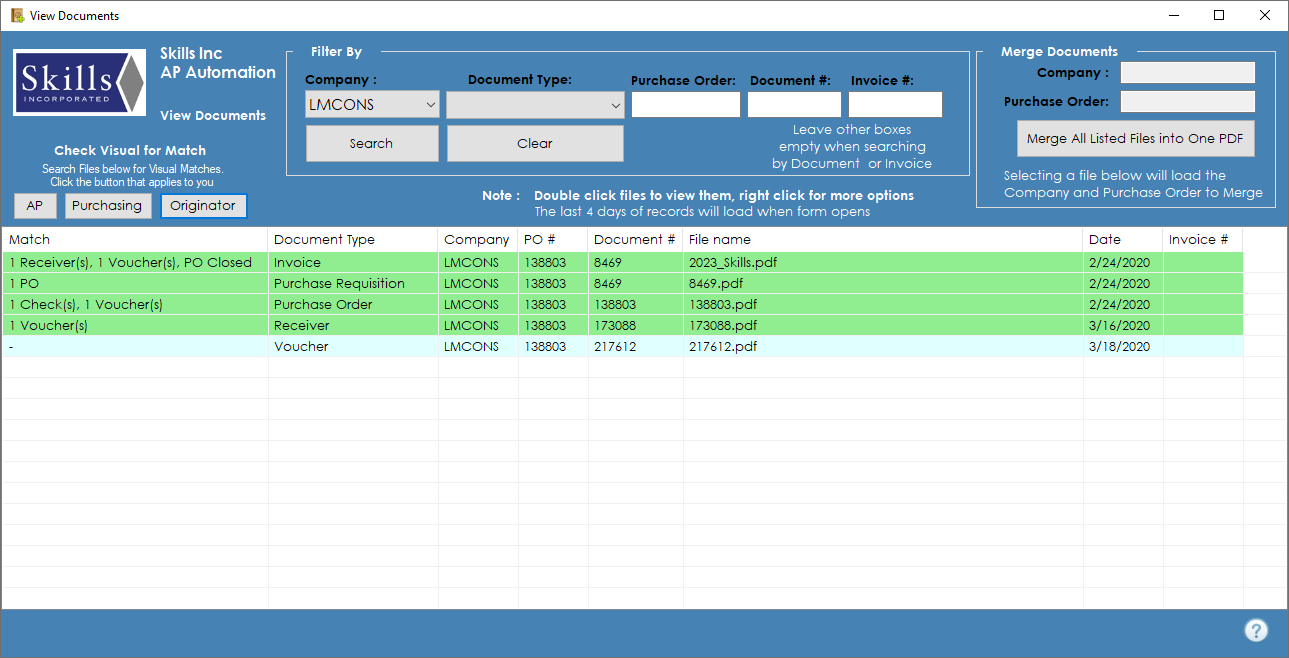 View Documents
Skills
INCORPORATED
Skills Inc
AP Automation
View Documents
Check Visual for Match
Search Files below for Visual Matches.
Click the button that applies to you
AP Purchasing Originator
Filter By
Company : Document Type: Purchase Order: Document #: Invoice #:
LMCONS
Search Clear
Leave other boxes
empty when searching
by Document or Invoice
Note : Double click files to view them, right click for more options
The last 4 days of records will load when form opens
Merge Documents
Company :
Purchase Order:
Merge All Listed Files into One PDF
Selecting a file below will load the
Company and Purchase Order to Merge
Match Document Type Company PO # Document # File name Date Invoice #
1 Receiver(s), 1 Voucher(s), PO Closed Invoice LMCONS 138803 8469 2023_Skills.pdf 2/24/2020
1 PO Purchase Requisition LMCONS 138803 8469 8469.pdf 2/24/2020
1 Check(s), 1 Voucher(s) Purchase Order LMCONS 138803 138803 138803.pdf 2/24/2020
1 Voucher(s) Receiver LMCONS 138803 173088 173088.pdf 3/16/2020
- Voucher LMCONS 138803 217612 217612.pdf 3/18/2020
?